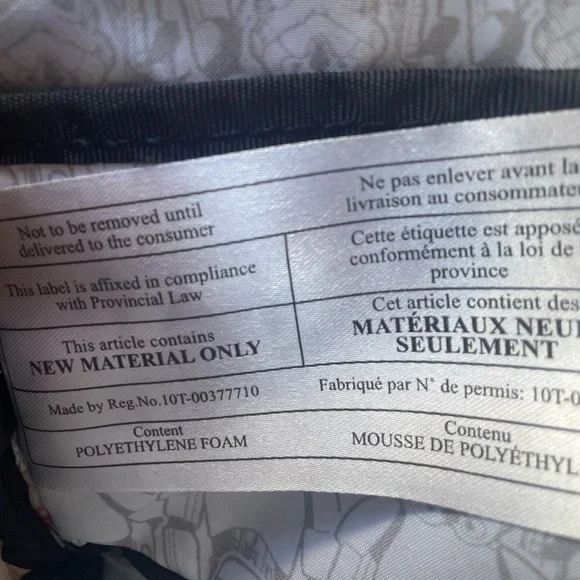 Not to be removed until
delivered to the consumer
Ne pas enlever avant la
livraison au
This label is affixed in compliance
with Provincial Law
Cette étiquette est
conformément à la loi de
province
This article contains
NEW MATERIAL ONLY
Cet article contient des
MATÉRIAUX
SEULEMENT
Made by Reg.No.10T-00377710
Fabriqué par N° de permis:
Content
POLYETHYLENE FOAM
Contenu
MOUSSE DE